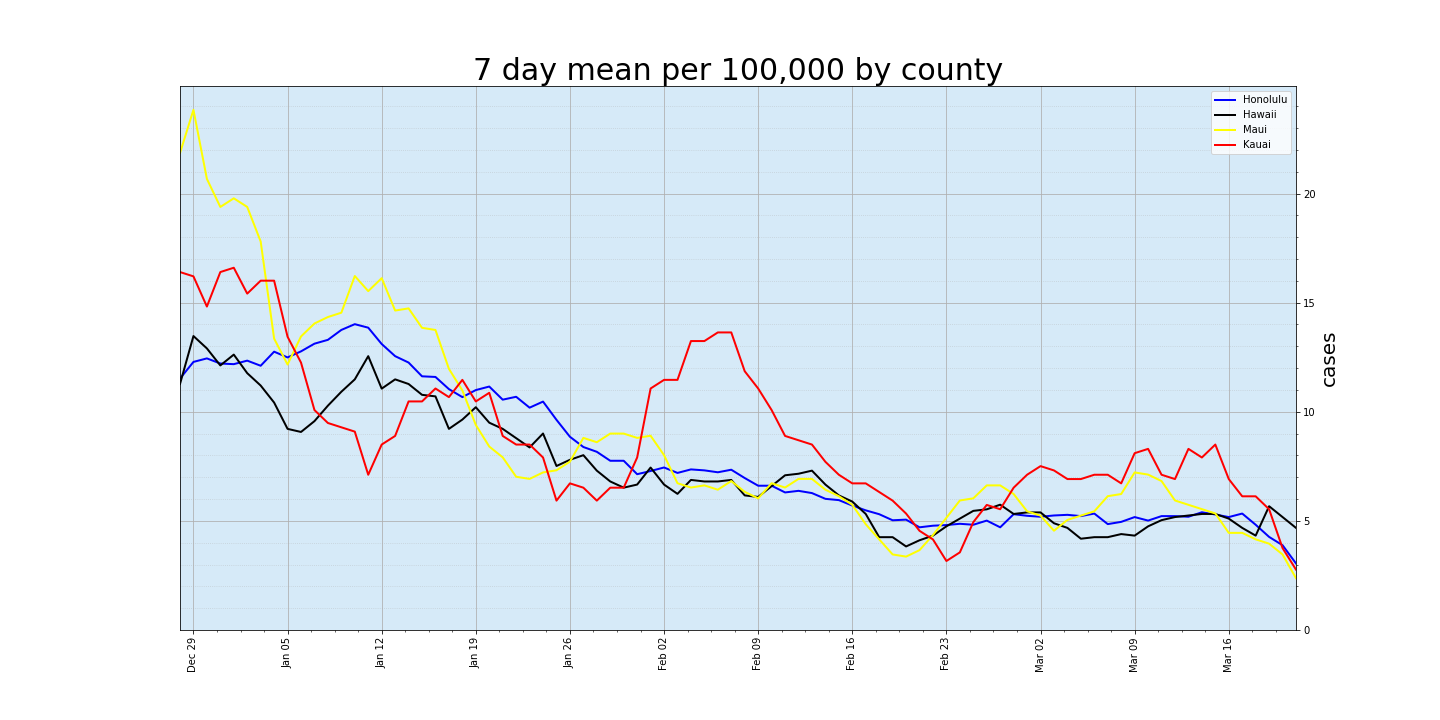 7 day mean per 100,000 by county
Honolulu
Hawaii
Maui
Kauai
20
15
10
5
0
cases
Dec 29
Jan 05
Jan 12
Jan 19
Jan 26
Feb 02
Feb 09
Feb 16
Feb 23
Mar 02
Mar 09
Mar 16